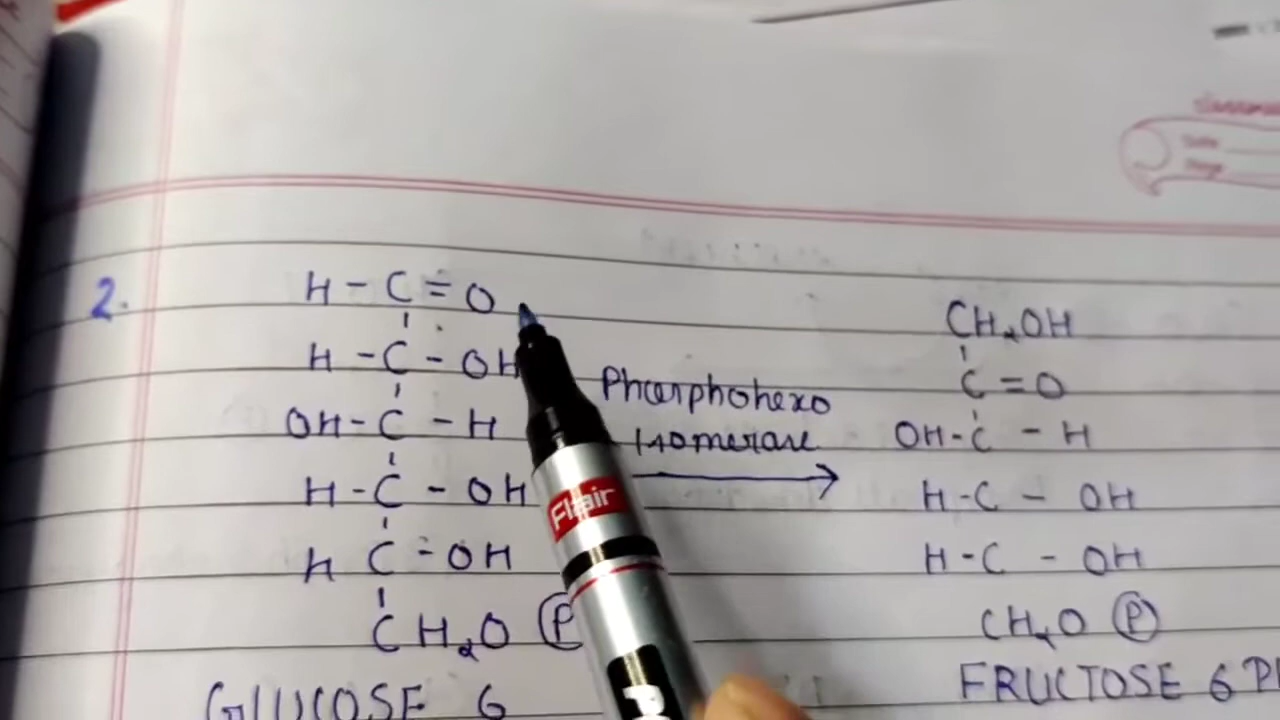 2.
H - C = O
H - C - OH
OH - C - H
H - C - OH
H C - OH
CH2O P
GLUCOSE 6
Phosphohexo
Isomerase
CH2OH
C = O
OH - C - H
H - C - OH
H - C - OH
CH2O P
FRUCTOSE 6 P
Flair